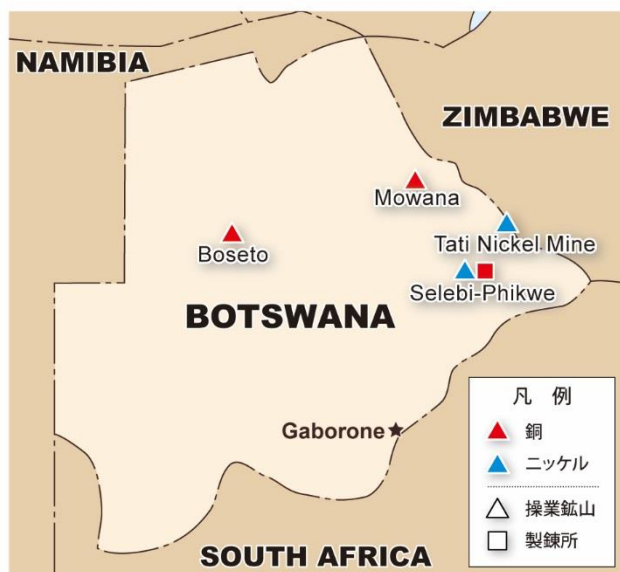 NAMIBIA
ZIMBABWE
Mowana
Boseto
Tati Nickel Mine
Selebi-Phikwe
BOTSWANA
Gaborone
SOUTH AFRICA
凡 例
銅
ニッケル
操業鉱山
製錬所